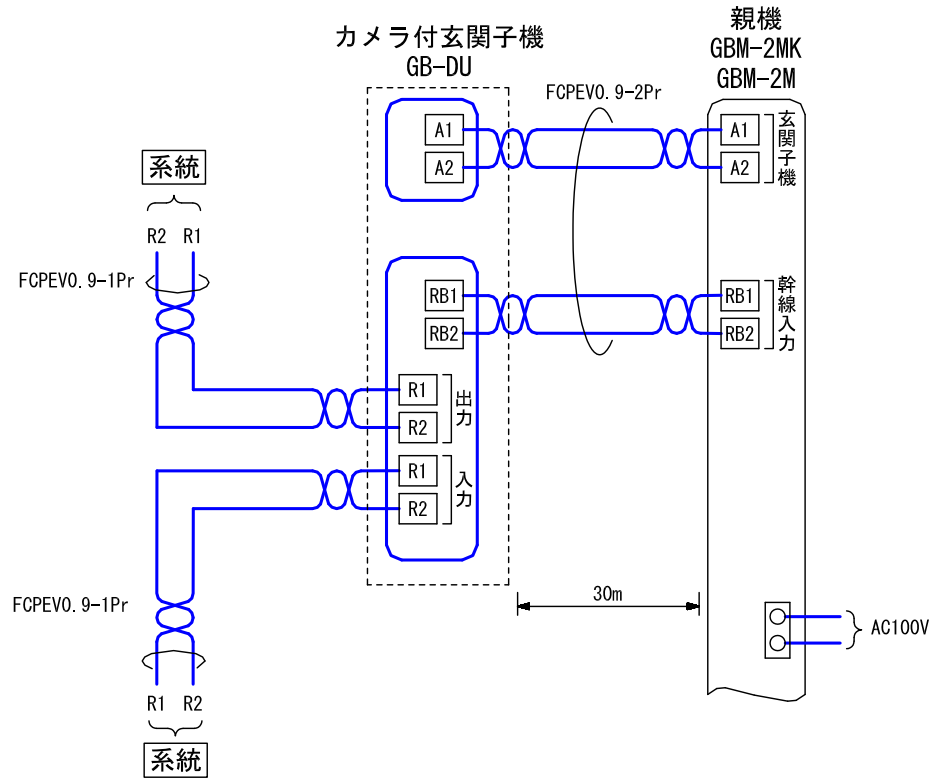 カメラ付玄関子機
GB-DU
親機
GBM-2MK
GBM-2M
FCPEV0.9-2Pr
A1
A2
A1
A2
玄関子機
系統
R2 R1
FCPEV0.9-1Pr
RB1
RB2
RB1
RB2
幹線入力
R1
R2
出力
R1
R2
入力
FCPEV0.9-1Pr
30m
AC100V
R1 R2
系統